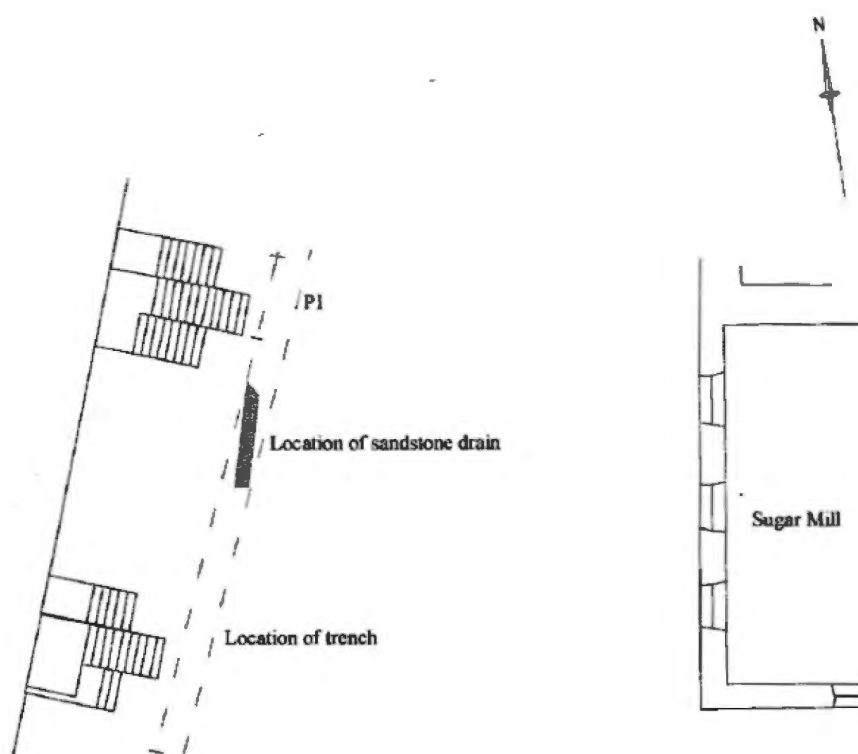 N
P1
Location of sandstone drain
Sugar Mill
Location of trench